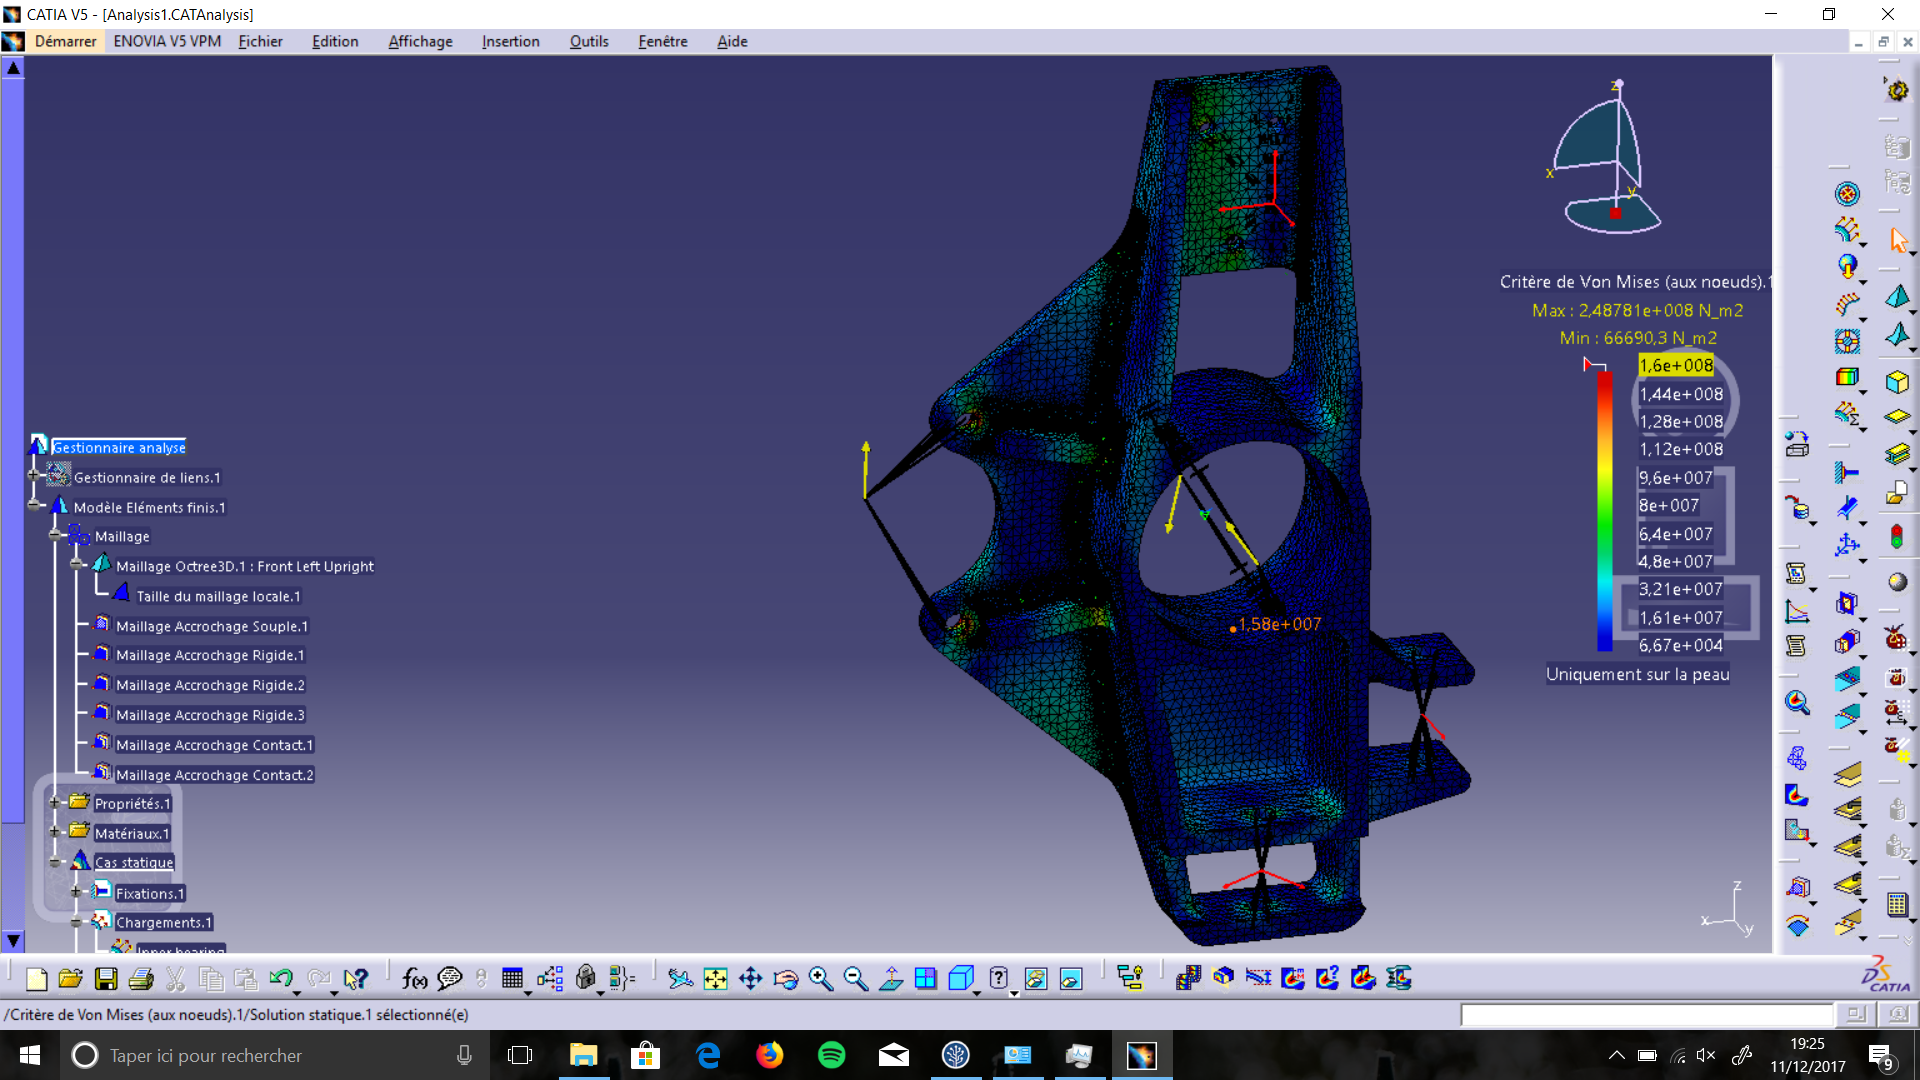 CATIA V5 - [Analysis1.CATAnalysis]
Démarrer ENOVIA V5 VPM Fichier Edition Affichage Insertion Outils Fenêtre Aide
Z
X
Y
Critère de Von Mises (aux noeuds).1
Max : 2,48781e+008 N_m2
Min : 66690,3 N_m2
1,6e+008
1,44e+008
1,28e+008
1,12e+008
9,6e+007
8e+007
6,4e+007
4,8e+007
3,21e+007
1,61e+007
6,67e+004
Uniquement sur la peau
1,58e+007
Gestionnaire analyse
Gestionnaire de liens.1
Modèle Eléments finis.1
Maillage
Maillage Octree3D.1 : Front Left Upright
Taille du maillage locale.1
Maillage Accrochage Souple.1
Maillage Accrochage Rigide.1
Maillage Accrochage Rigide.2
Maillage Accrochage Rigide.3
Maillage Accrochage Contact.1
Maillage Accrochage Contact.2
Propriétés.1
Matériaux.1
Cas statique
Fixations.1
Chargements.1
Inner bearing
z
x
y
f(x)
CATIA
/Critère de Von Mises (aux noeuds).1/Solution statique.1 sélectionné(e)
Taper ici pour rechercher
19:25
11/12/2017
9